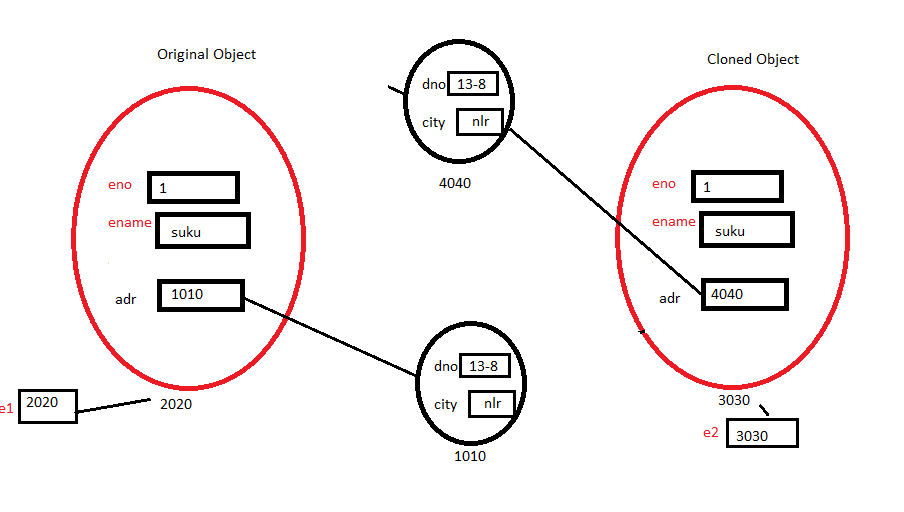 Original Object
eno 1
ename suku
adr 1010
e1 2020
2020
dno 13-8
city nlr
4040
dno 13-8
city nlr
1010
Cloned Object
eno 1
ename suku
adr 4040
3030
e2 3030